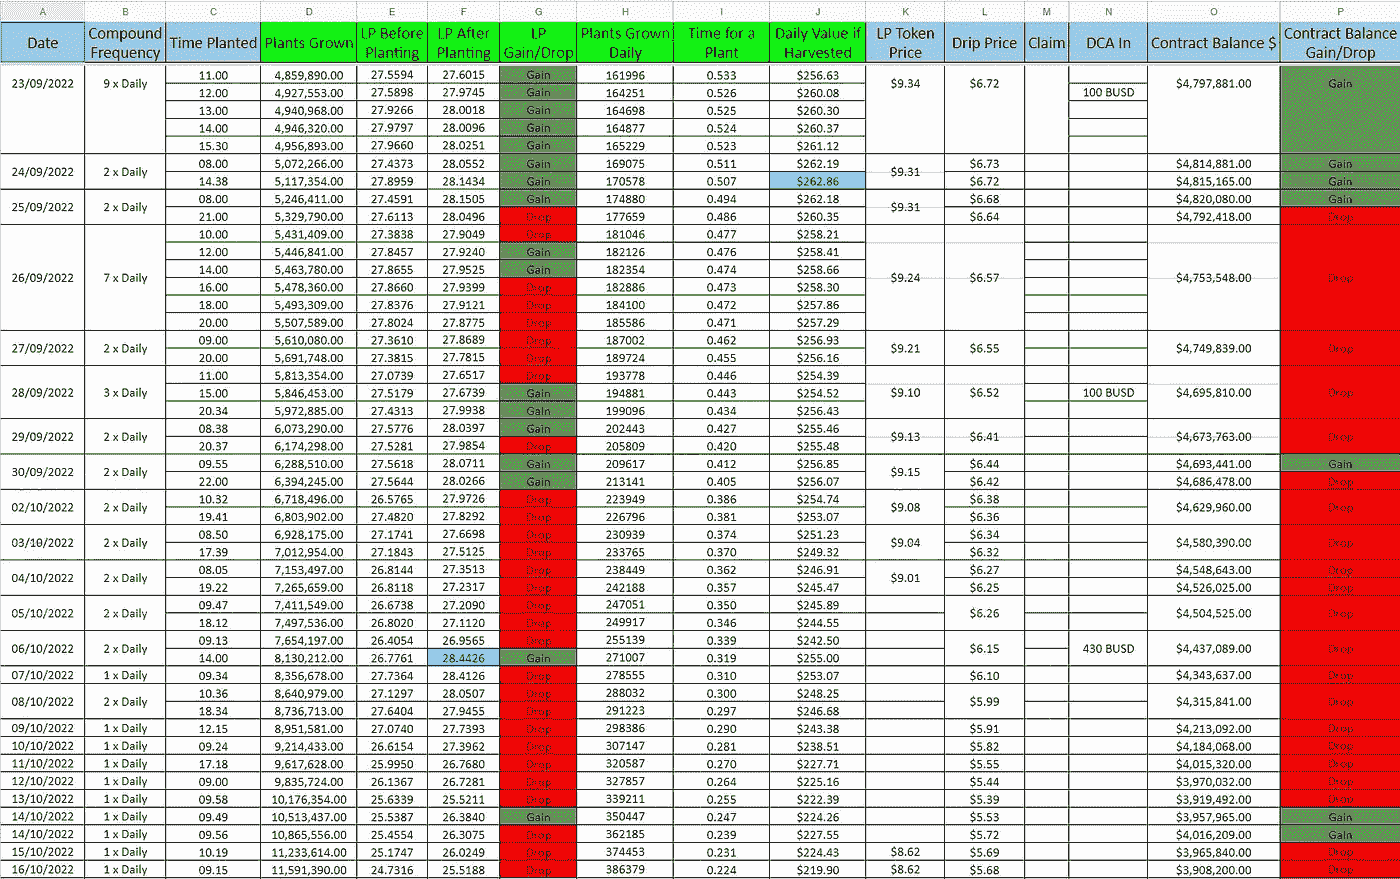 A B C D E F G H I J K L M N O P
Date Compound Frequency Time Planted Plants Grown LP Before Planting LP After Planting LP Gain/Drop Plants Grown Daily Time for a Plant Daily Value if Harvested LP Token Price Drip Price Claim DCA In Contract Balance $ Contract Balance Gain/Drop
23/09/2022 9 x Daily 11.00 4,859,890.00 27.5594 27.6015 Gain 161996 0.533 $256.63 $9.34 $6.72 $4,797,881.00 Gain
12.00 4,927,553.00 27.5898 27.9745 Gain 164251 0.526 $260.08 100 BUSD
13.00 4,940,968.00 27.9266 28.0018 Gain 164698 0.525 $260.30
14.00 4,946,320.00 27.9797 28.0096 Gain 164877 0.524 $260.37
15.30 4,956,893.00 27.9660 28.0251 Gain 165229 0.523 $261.12
24/09/2022 2 x Daily 08.00 5,072,266.00 27.4373 28.0552 Gain 169075 0.511 $262.19 $9.31 $6.73 $4,814,881.00 Gain
14.38 5,117,354.00 27.8959 28.1434 Gain 170578 0.507 $262.86 $6.72 $4,815,165.00 Gain
25/09/2022 2 x Daily 08.00 5,246,411.00 27.4591 28.1505 Gain 174880 0.494 $262.18 $9.31 $6.68 $4,820,080.00 Gain
21.00 5,329,790.00 27.6113 28.0496 Drop 177659 0.486 $260.35 $6.64 $4,792,418.00 Drop
10.00 5,431,409.00 27.3838 27.9049 Drop 181046 0.477 $258.21
12.00 5,446,841.00 27.8457 27.9240 Gain 182126 0.476 $258.41
26/09/2022 7 x Daily 14.00 5,463,780.00 27.8655 27.9525 Gain 182354 0.474 $258.66 $9.24 $6.57 $4,753,548.00 Drop
16.00 5,478,360.00 27.8660 27.9399 Drop 182886 0.473 $258.30
18.00 5,493,309.00 27.8376 27.9121 Drop 184100 0.472 $257.86
20.00 5,507,589.00 27.8024 27.8775 Drop 185586 0.471 $257.29
27/09/2022 2 x Daily 09.00 5,610,080.00 27.3610 27.8689 Drop 187002 0.462 $256.93 $9.21 $6.55 $4,749,839.00 Drop
20.00 5,691,748.00 27.3815 27.7815 Drop 189724 0.455 $256.16
11.00 5,813,354.00 27.0739 27.6517 Drop 193778 0.446 $254.39
28/09/2022 3 x Daily 15.00 5,846,453.00 27.5179 27.6739 Gain 194881 0.443 $254.52 $9.10 $6.52 100 BUSD $4,695,810.00 Drop
20.34 5,972,885.00 27.4313 27.9938 Gain 199096 0.434 $256.43
29/09/2022 2 x Daily 08.38 6,073,290.00 27.5776 28.0397 Gain 202443 0.427 $255.46 $9.13 $6.41 $4,673,763.00 Drop
20.37 6,174,298.00 27.5281 27.9854 Drop 205809 0.420 $255.48
30/09/2022 2 x Daily 09.55 6,288,510.00 27.5618 28.0711 Gain 209617 0.412 $256.85 $9.15 $6.44 $4,693,441.00 Gain
22.00 6,394,245.00 27.5644 28.0266 Gain 213141 0.405 $256.07 $6.42 $4,686,478.00 Drop
02/10/2022 2 x Daily 10.32 6,718,496.00 26.5765 27.9726 Drop 223949 0.386 $254.74 $9.08 $6.38 $4,629,960.00 Drop
19.41 6,803,902.00 27.4820 27.8292 Drop 226796 0.381 $253.07 $6.36
03/10/2022 2 x Daily 08.50 6,928,175.00 27.1741 27.6698 Drop 230939 0.374 $251.23 $9.04 $6.34 $4,580,390.00 Drop
17.39 7,012,954.00 27.1843 27.5125 Drop 233765 0.370 $249.32 $6.32
04/10/2022 2 x Daily 08.05 7,153,497.00 26.8144 27.3513 Drop 238449 0.362 $246.91 $9.01 $6.27 $4,548,643.00 Drop
19.22 7,265,659.00 26.8118 27.2317 Drop 242188 0.357 $245.47 $6.25 $4,526,025.00 Drop
05/10/2022 2 x Daily 09.47 7,411,549.00 26.6738 27.2090 Drop 247051 0.350 $245.89 $6.26 $4,504,525.00 Drop
18.12 7,497,536.00 26.8020 27.1120 Drop 249917 0.346 $244.55
06/10/2022 2 x Daily 09.13 7,654,197.00 26.4054 26.9565 Drop 255139 0.339 $242.50 $6.15 430 BUSD $4,437,089.00 Drop
14.00 8,130,212.00 26.7761 28.4426 Gain 271007 0.319 $255.00
07/10/2022 1 x Daily 09.34 8,356,678.00 27.7364 28.4126 Drop 278555 0.310 $253.07 $6.10 $4,343,637.00 Drop
08/10/2022 2 x Daily 10.36 8,640,979.00 27.1297 28.0507 Drop 288032 0.300 $248.25 $5.99 $4,315,841.00 Drop
18.34 8,736,713.00 27.6404 27.9455 Drop 291223 0.297 $246.68
09/10/2022 1 x Daily 12.15 8,951,581.00 27.0740 27.7393 Drop 298386 0.290 $243.38 $5.91 $4,213,092.00 Drop
10/10/2022 1 x Daily 09.24 9,214,433.00 26.6154 27.3962 Drop 307147 0.281 $238.51 $5.82 $4,184,068.00 Drop
11/10/2022 1 x Daily 17.18 9,617,628.00 25.9950 26.7680 Drop 320587 0.270 $227.71 $5.55 $4,015,320.00 Drop
12/10/2022 1 x Daily 09.00 9,835,724.00 26.1367 26.7281 Drop 327857 0.264 $225.16 $5.44 $3,970,032.00 Drop
13/10/2022 1 x Daily 09.58 10,176,354.00 25.6339 25.5211 Drop 339211 0.255 $222.39 $5.39 $3,919,492.00 Drop
14/10/2022 1 x Daily 09.49 10,513,437.00 25.5387 26.3840 Gain 350447 0.247 $224.26 $5.53 $3,957,965.00 Gain
14/10/2022 1 x Daily 09.56 10,865,556.00 25.4554 26.3075 Drop 362185 0.239 $227.55 $5.72 $4,016,209.00 Gain
15/10/2022 1 x Daily 10.19 11,233,614.00 25.1747 26.0249 Drop 374453 0.231 $224.43 $8.62 $5.69 $3,965,840.00 Drop
16/10/2022 1 x Daily 09.15 11,591,390.00 24.7316 25.5188 Drop 386379 0.224 $219.90 $8.62 $5.68 $3,908,200.00 Drop